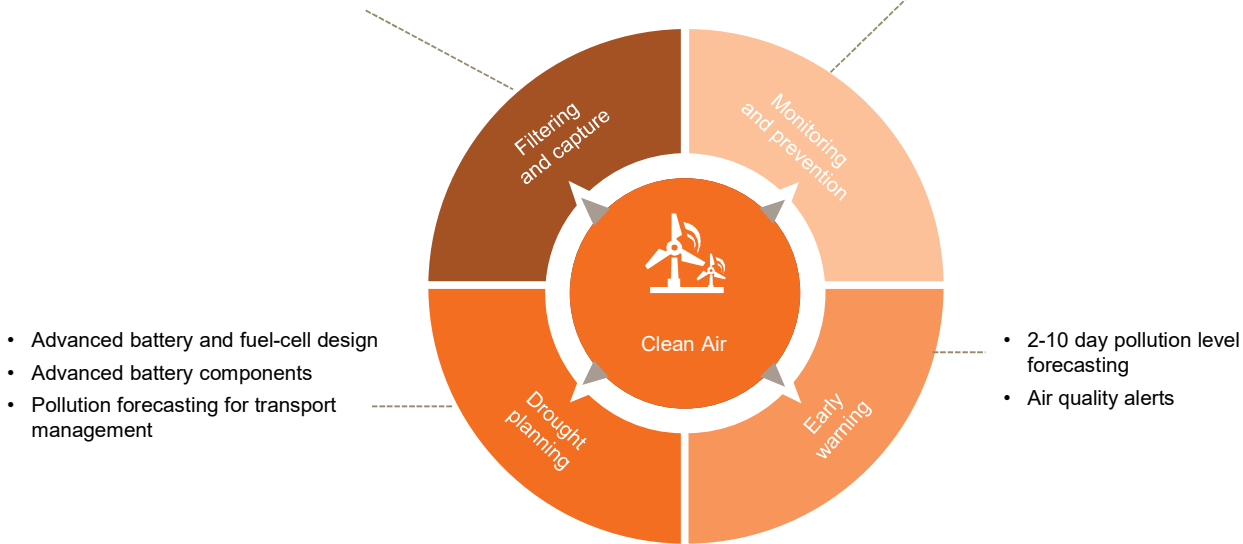 Filtering
and capture
Monitoring
and prevention
Clean Air
• Advanced battery and fuel-cell design
• Advanced battery components
• Pollution forecasting for transport
management
Drought
planning
Early
warning
• 2-10 day pollution level
forecasting
• Air quality alerts